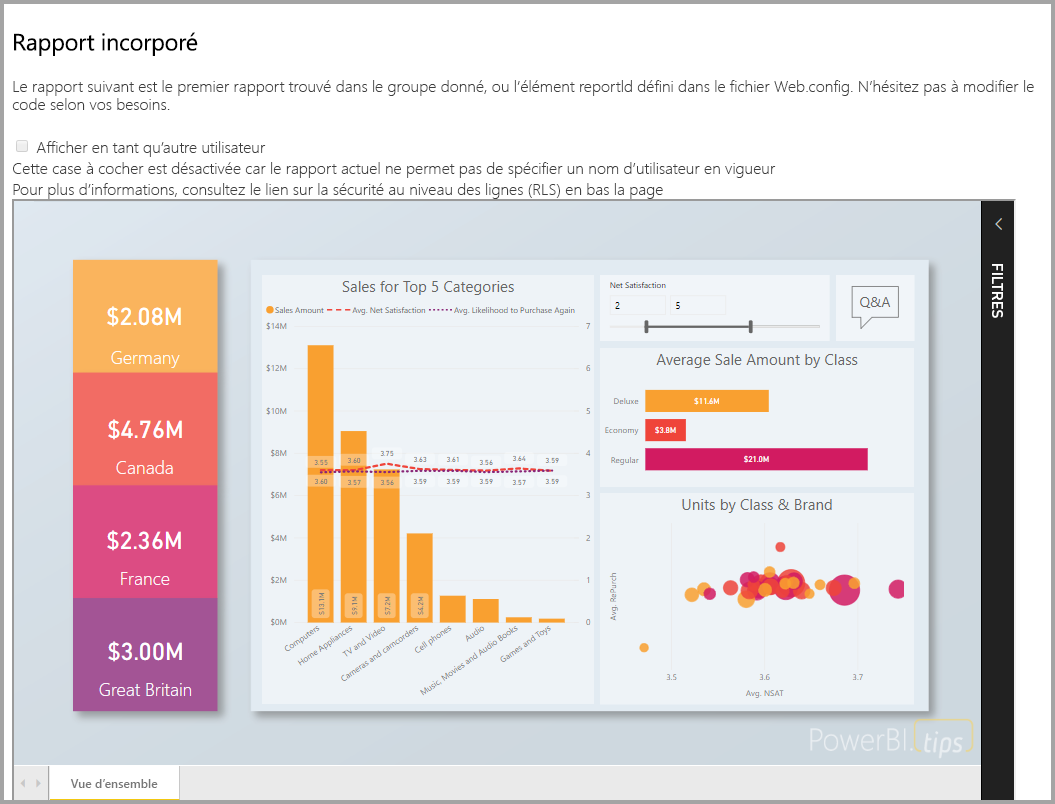 Rapport incorporé
Le rapport suivant est le premier rapport trouvé dans le groupe donné, ou l’élément reportId défini dans le fichier Web.config. N’hésitez pas à modifier le
code selon vos besoins.
Afficher en tant qu’autre utilisateur
Cette case à cocher est désactivée car le rapport actuel ne permet pas de spécifier un nom d’utilisateur en vigueur
Pour plus d’informations, consultez le lien sur la sécurité au niveau des lignes (RLS) en bas la page
FILTRES
$2.08M
Germany
$4.76M
Canada
$2.36M
France
$3.00M
Great Britain
Sales for Top 5 Categories
Sales Amount Avg. Net Satisfaction Avg. Likelihood to Purchase Again
$14M 7
$12M 6
$10M 5
$8M 4
$6M 3
$4M 2
$2M 1
$0M 0
3.55 3.60 3.75 3.63 3.61 3.56 3.64 3.59
3.60 3.57 3.56 3.59 3.59 3.59 3.57 3.59
$13.1M $9.1M $7.2M $4.2M
Computers
Home Appliances
TV and Video
Cameras and camcorders
Cell phones
Audio
Music, Movies and Audio Books
Games and Toys
Net Satisfaction
2 5
Q&A
Average Sale Amount by Class
Deluxe $11.6M
Economy $3.8M
Regular $21.0M
Units by Class & Brand
Avg. RePurch
3.5 3.6 3.7
Avg. NSAT
PowerBI.tips
Vue d’ensemble